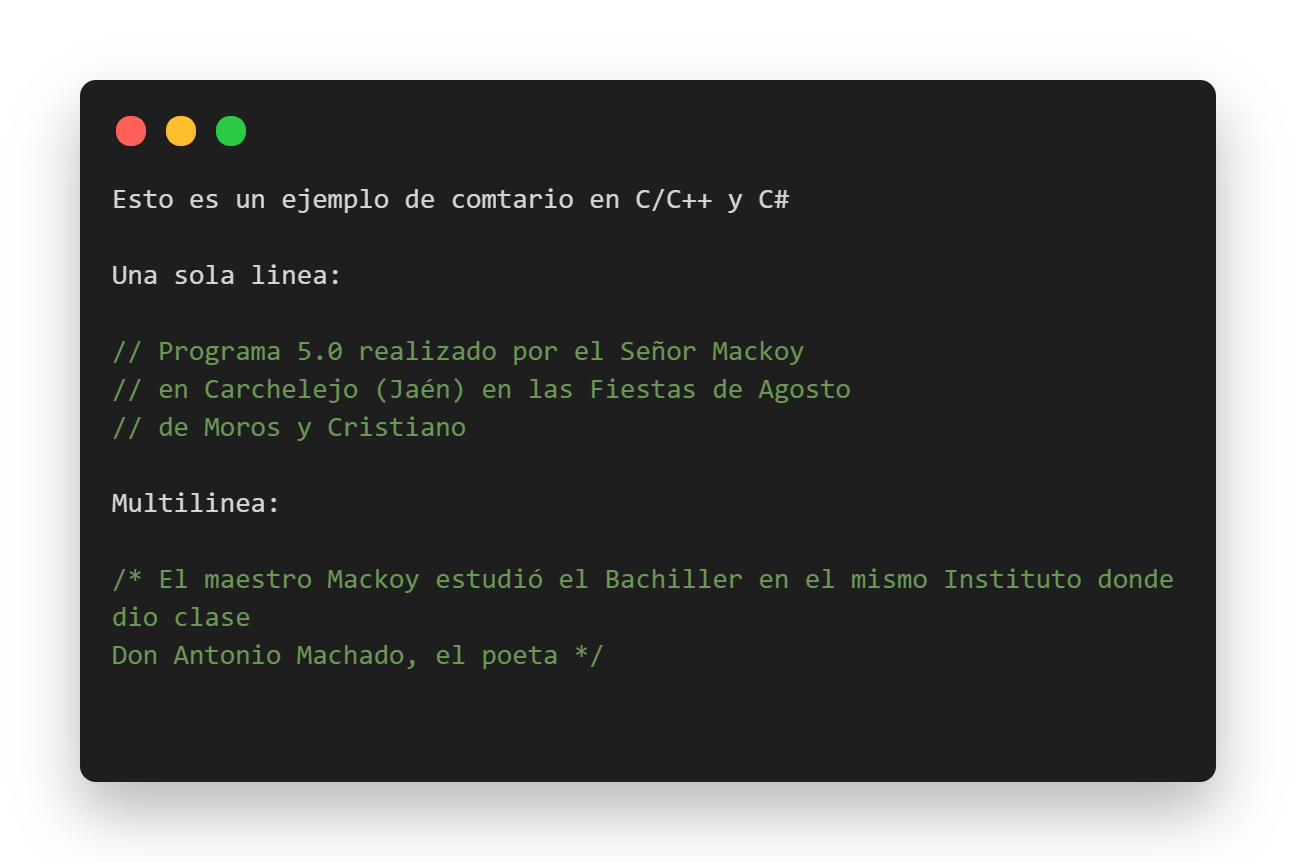 Esto es un ejemplo de comtario en C/C++ y C#
Una sola linea:
// Programa 5.0 realizado por el Señor Mackoy
// en Carchelejo (Jaén) en las Fiestas de Agosto
// de Moros y Cristiano
Multilinea:
/* El maestro Mackoy estudió el Bachiller en el mismo Instituto donde
dio clase
Don Antonio Machado, el poeta */